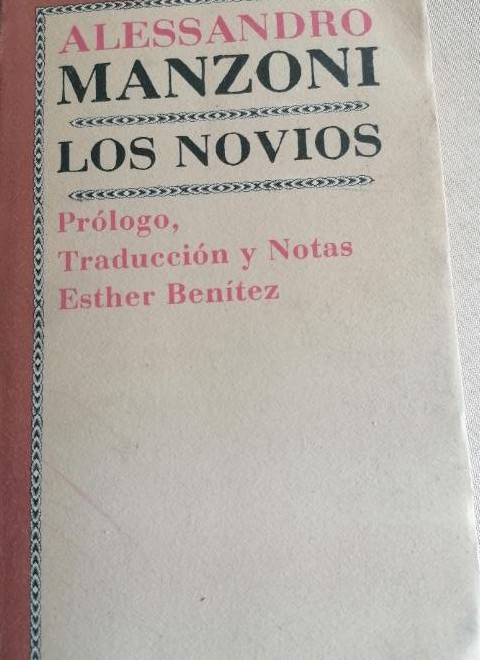 ALESSANDRO
MANZONI
LOS NOVIOS
Prólogo,
Traducción y Notas
Esther Benítez